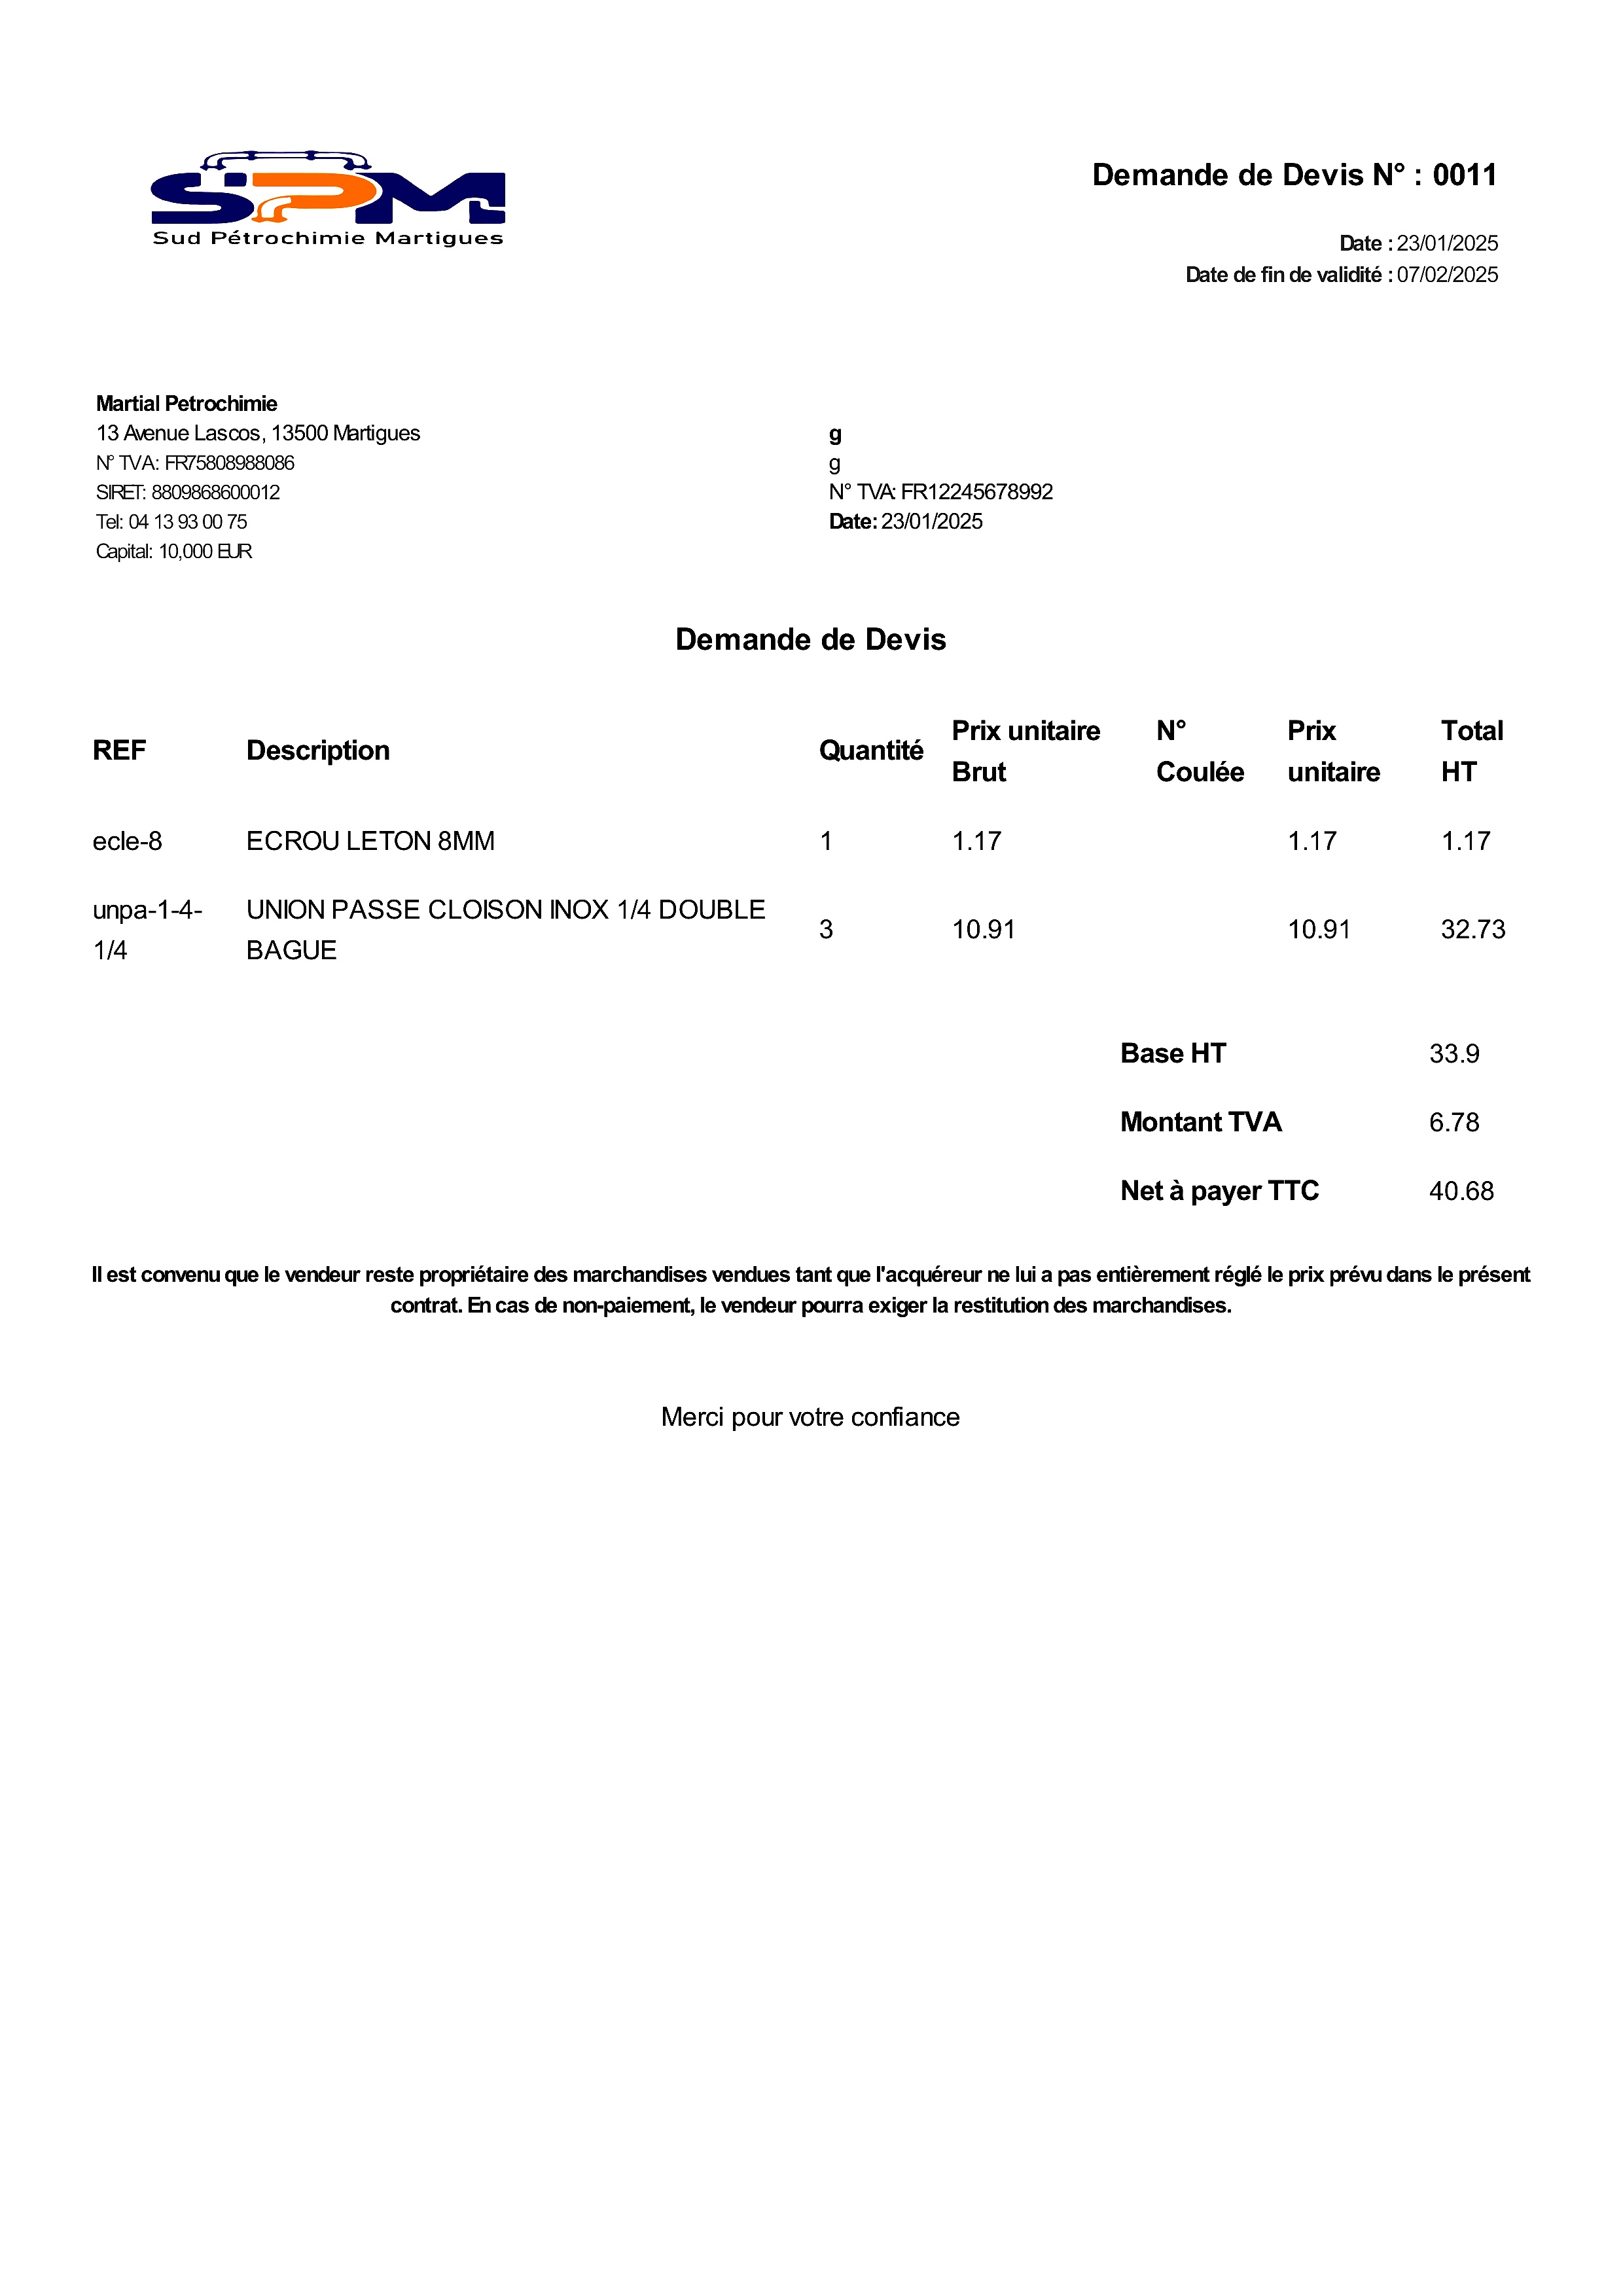 SPM
Sud Pétrochimie Martigues
Demande de Devis N° : 0011
Date : 23/01/2025
Date de fin de validité : 07/02/2025
Martial Petrochimie
13 Avenue Lascos, 13500 Martigues
N° TVA: FR75808988086
SIRET: 8809868600012
Tel: 04 13 93 00 75
Capital: 10,000 EUR
g
g
N° TVA: FR12245678992
Date: 23/01/2025
Demande de Devis
REF Description Quantité Prix unitaire Brut N° Coulée Prix unitaire Total HT
ecle-8 ECROU LETON 8MM 1 1.17 1.17 1.17
unpa-1-4-1/4 UNION PASSE CLOISON INOX 1/4 DOUBLE BAGUE 3 10.91 10.91 32.73
Base HT 33.9
Montant TVA 6.78
Net à payer TTC 40.68
Il est convenu que le vendeur reste propriétaire des marchandises vendues tant que l'acquéreur ne lui a pas entièrement réglé le prix prévu dans le présent
contrat. En cas de non-paiement, le vendeur pourra exiger la restitution des marchandises.
Merci pour votre confiance